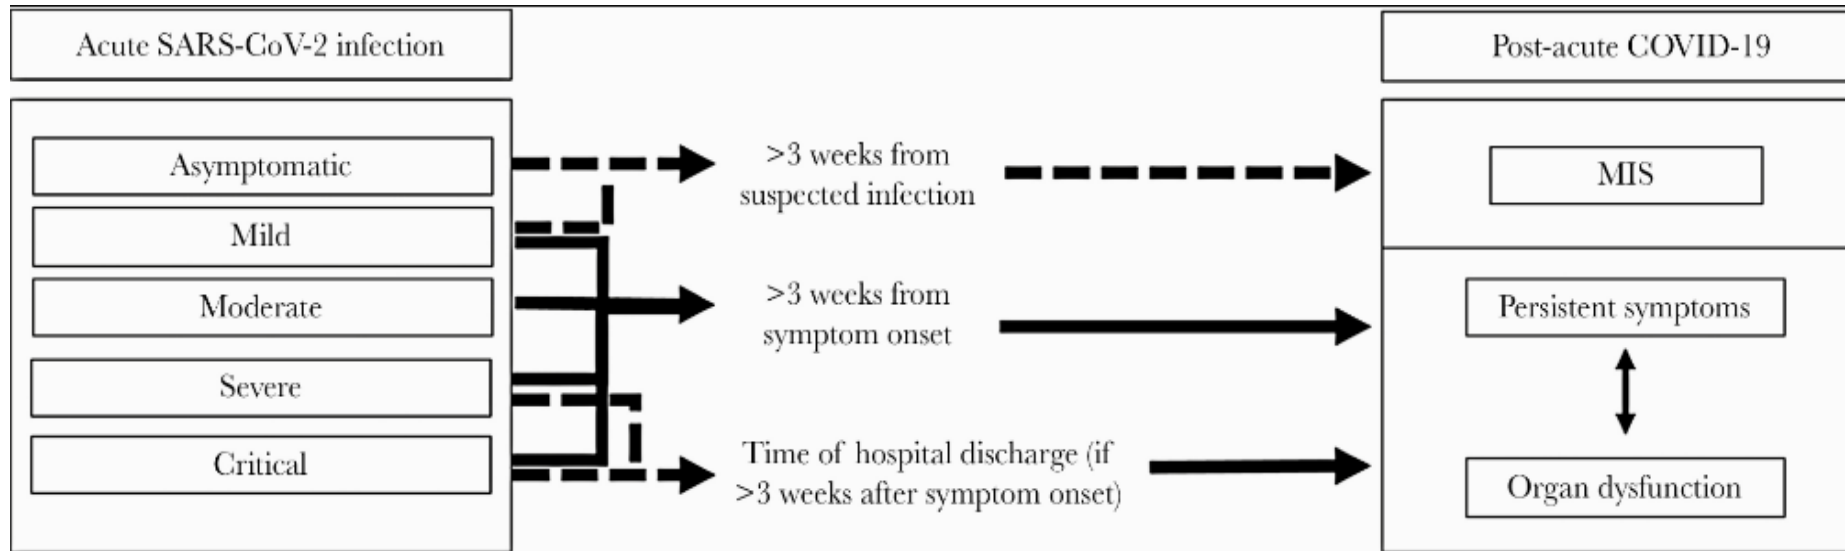 Acute SARS-CoV-2 infection
Post-acute COVID-19
Asymptomatic
Mild
Moderate
Severe
Critical
>3 weeks from
suspected infection
>3 weeks from
symptom onset
Time of hospital discharge (if
>3 weeks after symptom onset)
MIS
Persistent symptoms
Organ dysfunction